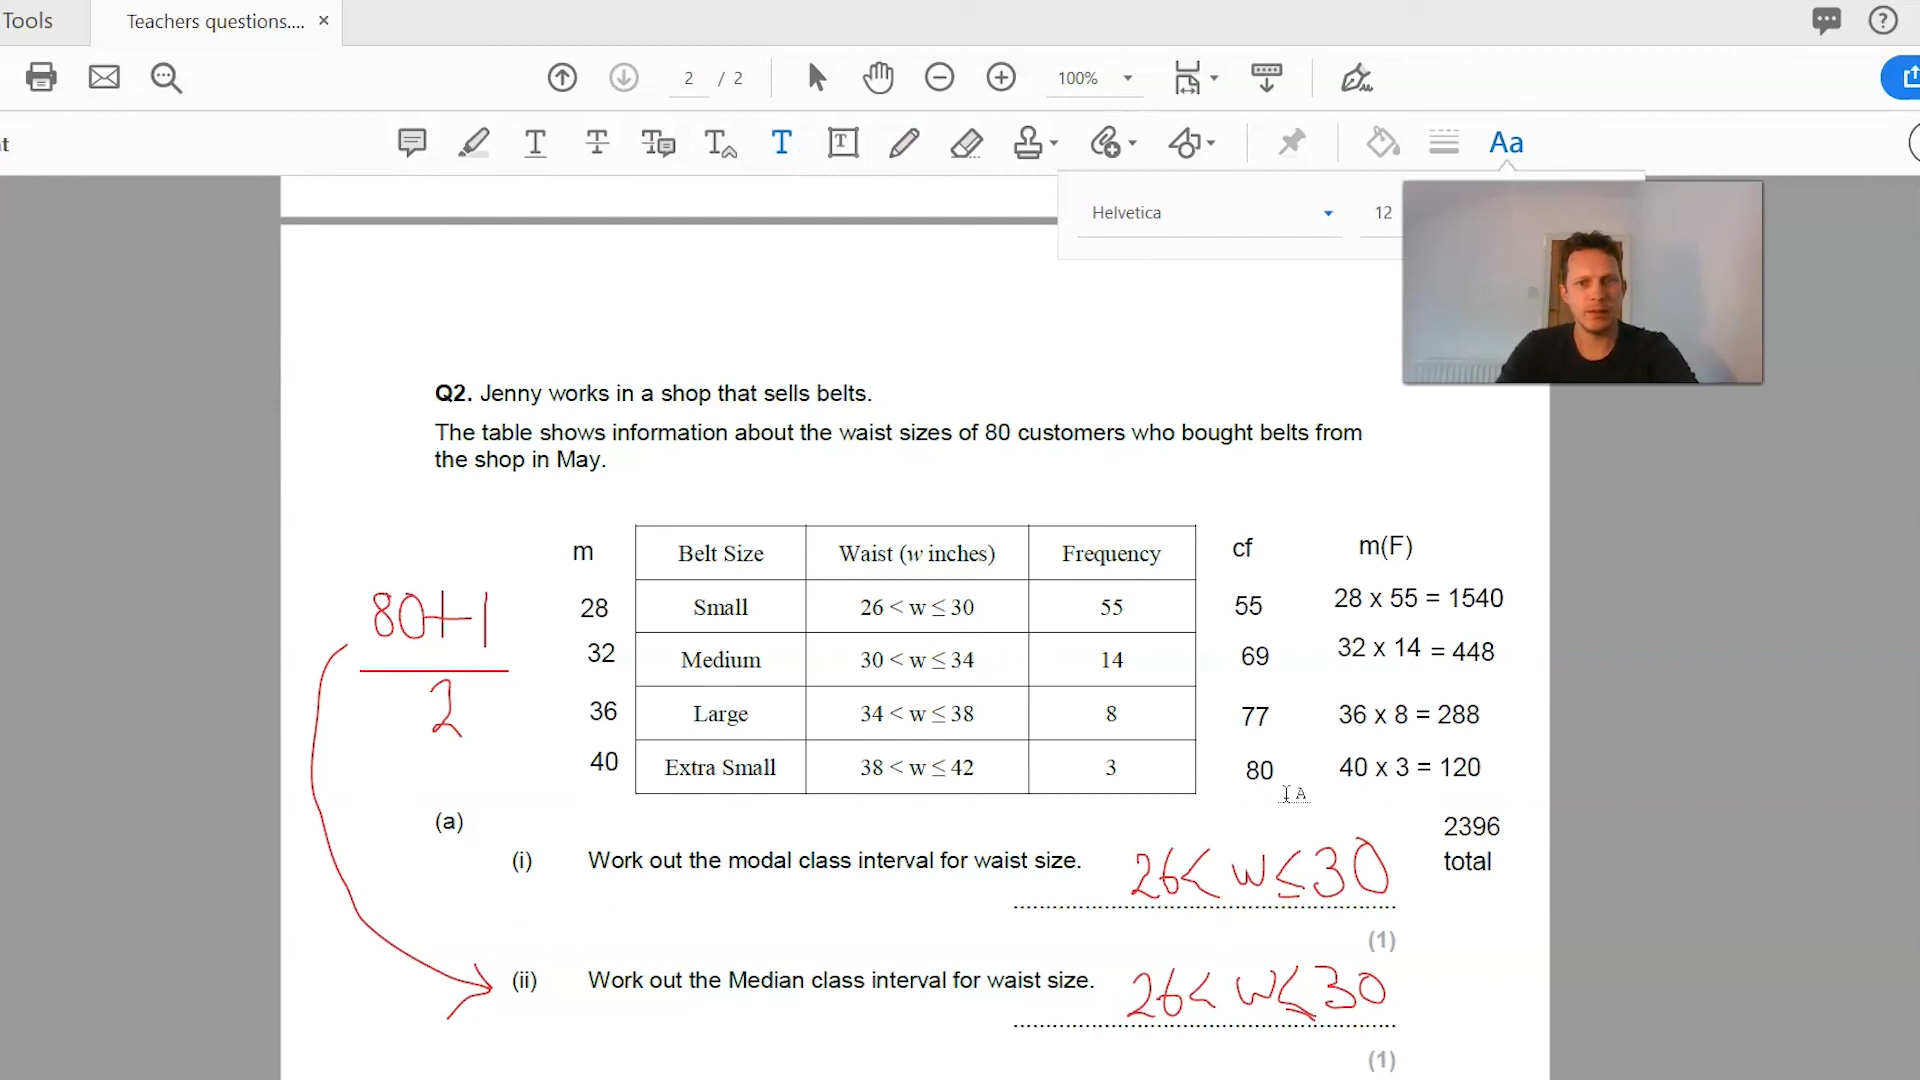 Tools
Teachers questions.... ×
2 / 2
100%
t
Aa
Helvetica
12
Q2. Jenny works in a shop that sells belts.
The table shows information about the waist sizes of 80 customers who bought belts from
the shop in May.
m Belt Size Waist (w inches) Frequency cf m(F)
28 Small 26 < w ≤ 30 55 55 28 x 55 = 1540
32 Medium 30 < w ≤ 34 14 69 32 x 14 = 448
36 Large 34 < w ≤ 38 8 77 36 x 8 = 288
40 Extra Small 38 < w ≤ 42 3 80 40 x 3 = 120
80+1
2
(a)
2396
total
(i) Work out the modal class interval for waist size. 26 < w ≤ 30
(1)
(ii) Work out the Median class interval for waist size. 26 < w ≤ 30
(1)